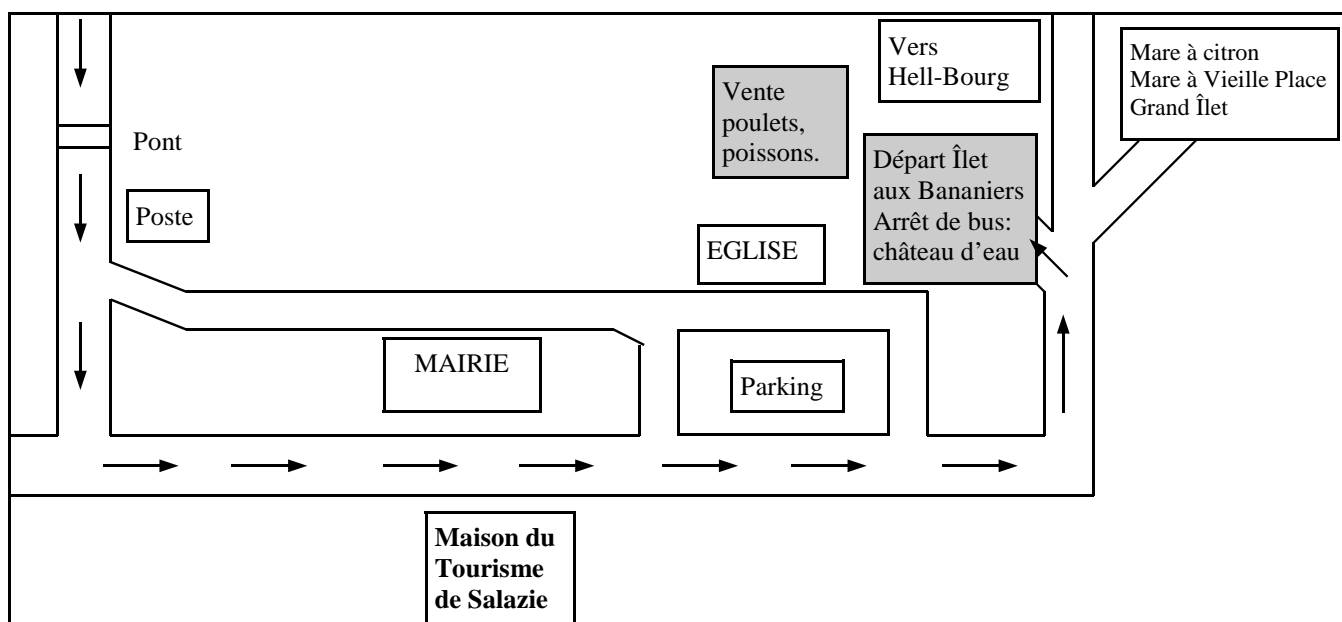 Vers
Hell-Bourg
Mare à citron
Mare à Vieille Place
Grand Îlet
Vente
poulets,
poissons.
Pont
Départ Îlet
aux Bananiers
Arrêt de bus:
château d’eau
Poste
EGLISE
MAIRIE
Parking
Maison du
Tourisme
de Salazie